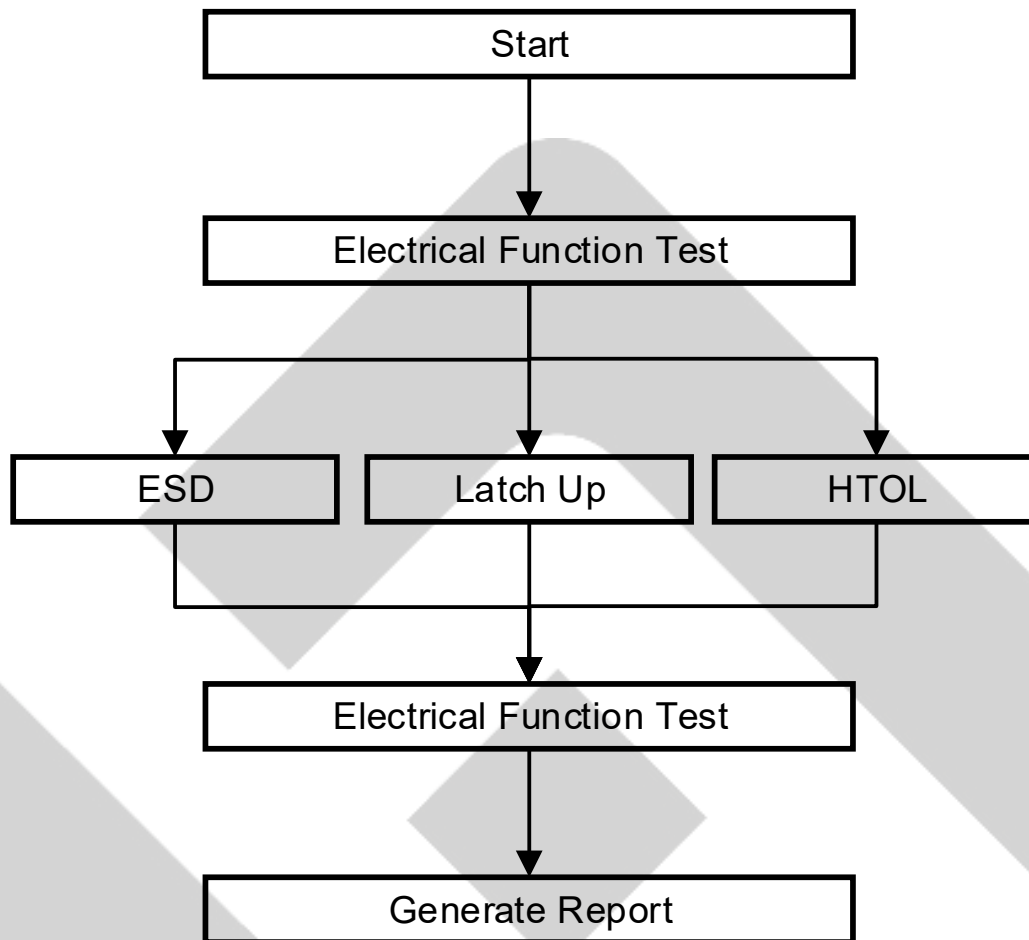 Start
Electrical Function Test
ESD
Latch Up
HTOL
Electrical Function Test
Generate Report